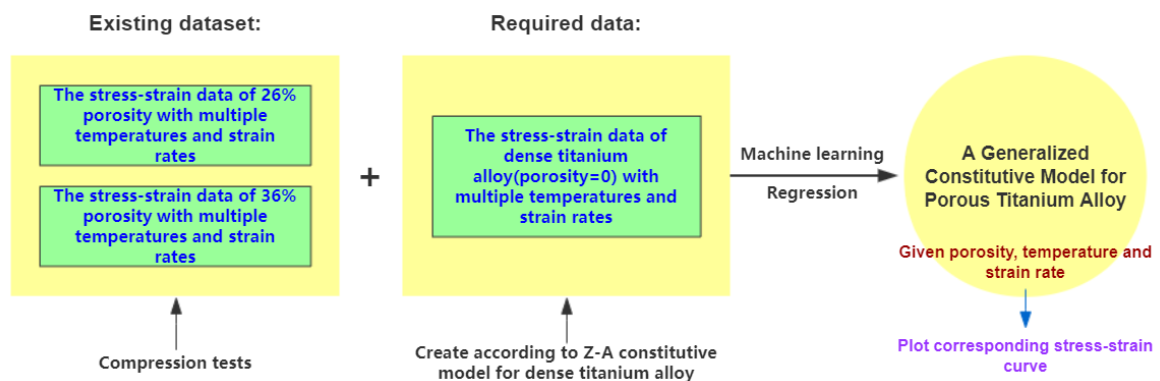 Existing dataset:
The stress-strain data of 26%
porosity with multiple
temperatures and strain
rates
The stress-strain data of 36%
porosity with multiple
temperatures and strain
rates
Compression tests
+
Required data:
The stress-strain data of
dense titanium
alloy(porosity=0) with
multiple temperatures and
strain rates
Create according to Z-A constitutive
model for dense titanium alloy
Machine learning
Regression
A Generalized
Constitutive Model for
Porous Titanium Alloy
Given porosity, temperature and
strain rate
Plot corresponding stress-strain
curve